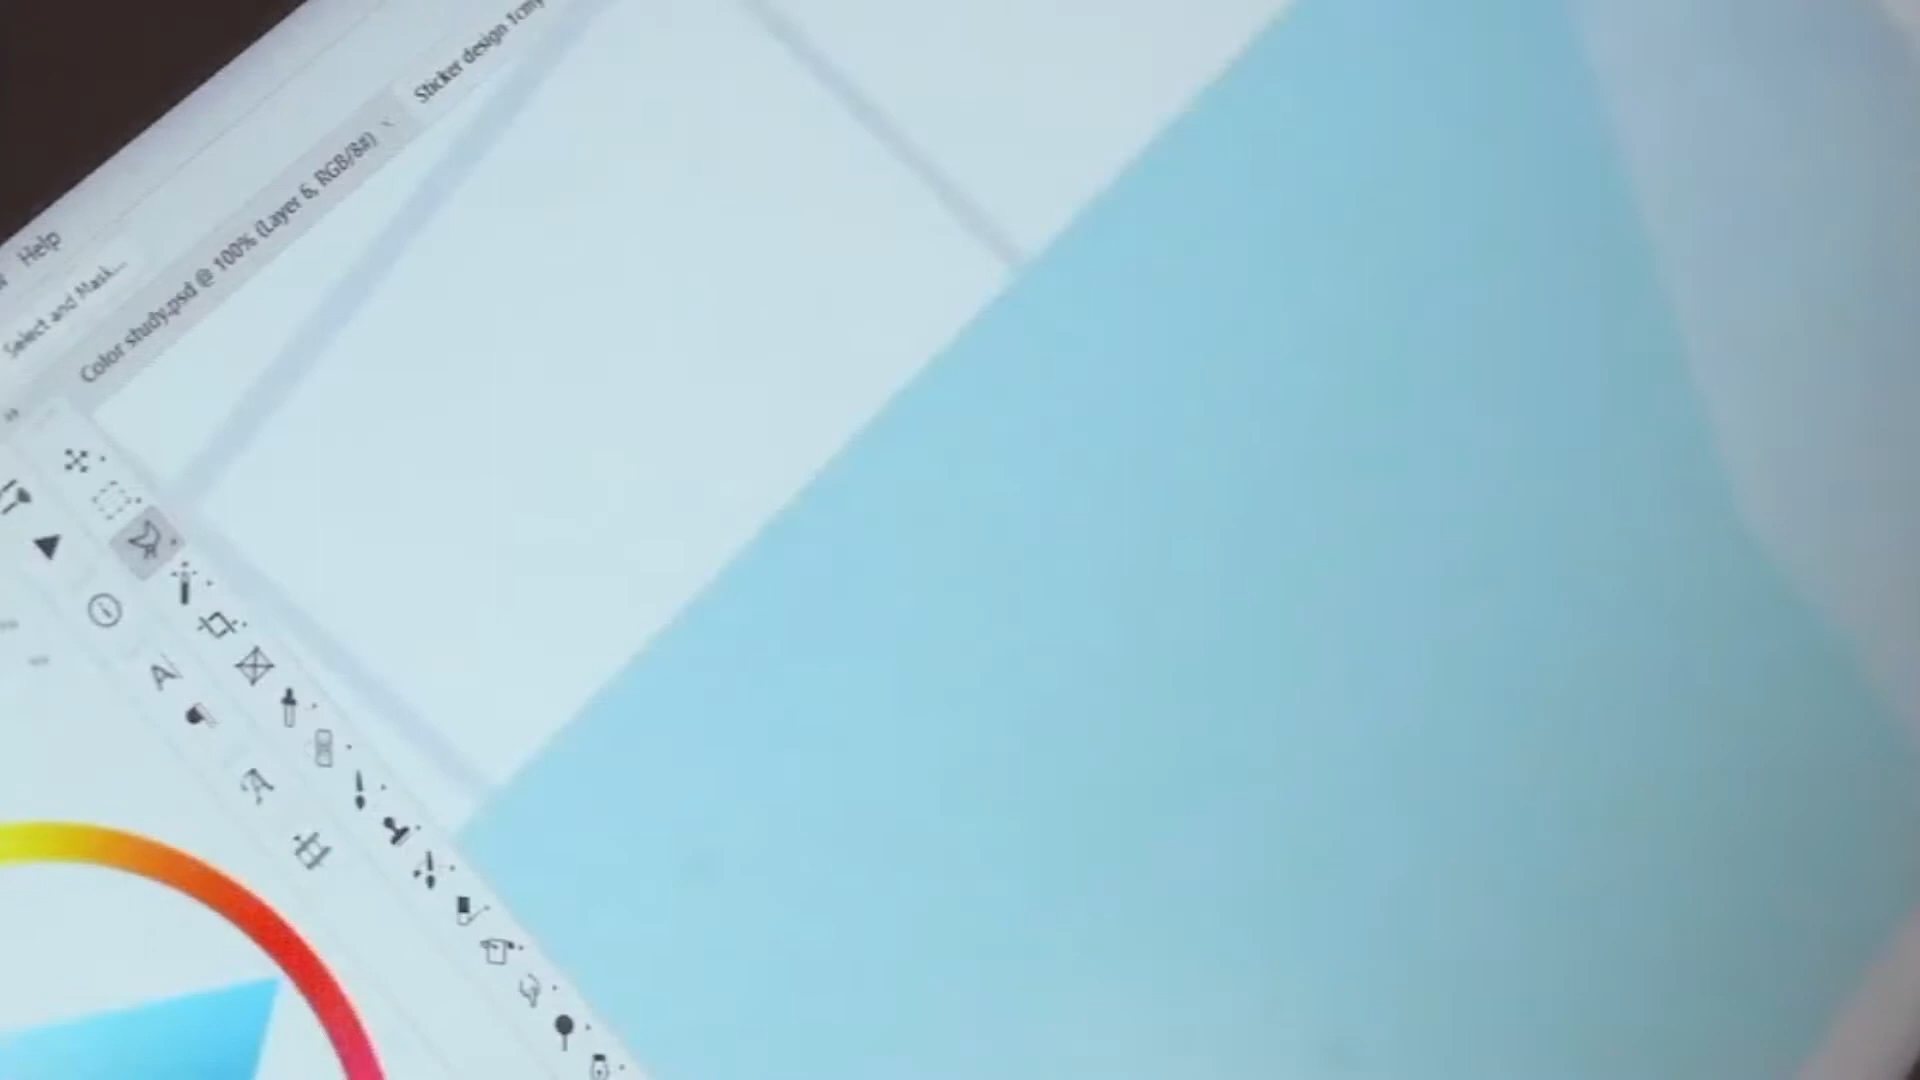 Help
Select and Mask...
Color study.psd @ 100% (Layer 6, RGB/8#)
Sticker design